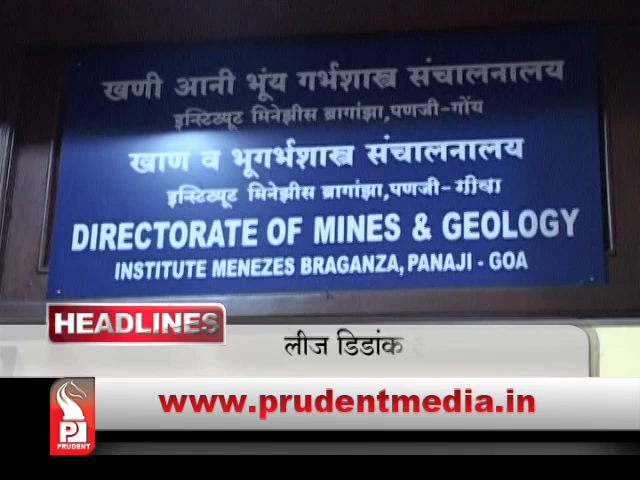 खणी आनी भूंय गर्भशास्त्र संचालनालय
इन्स्टिट्यूट मिनेझीस ब्रागांझा,पणजी-गोंय
खाण व भूगर्भशास्त्र संचालनालय
इन्स्टिट्यूट मिनेझीस ब्रागांझा,पणजी-गोवा
DIRECTORATE OF MINES & GEOLOGY
INSTITUTE MENEZES BRAGANZA, PANAJI - GOA
HEADLINES
लीज डिडांक
www.prudentmedia.in
PRUDENT